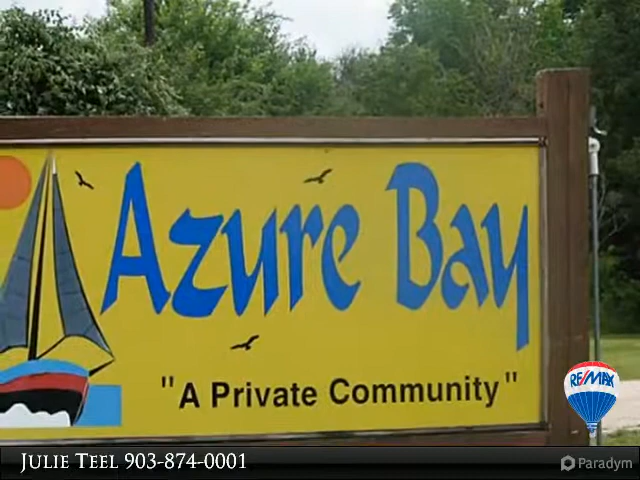 Azure Bay
"A Private Community"
RE/MAX
Julie Teel 903-874-0001
Paradym